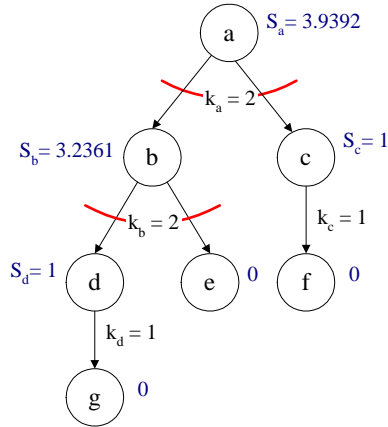 a
S_a= 3.9392
k_a = 2
S_b= 3.2361
b
c
S_c= 1
k_b = 2
k_c = 1
S_d= 1
d
e
0
f
0
k_d = 1
g
0